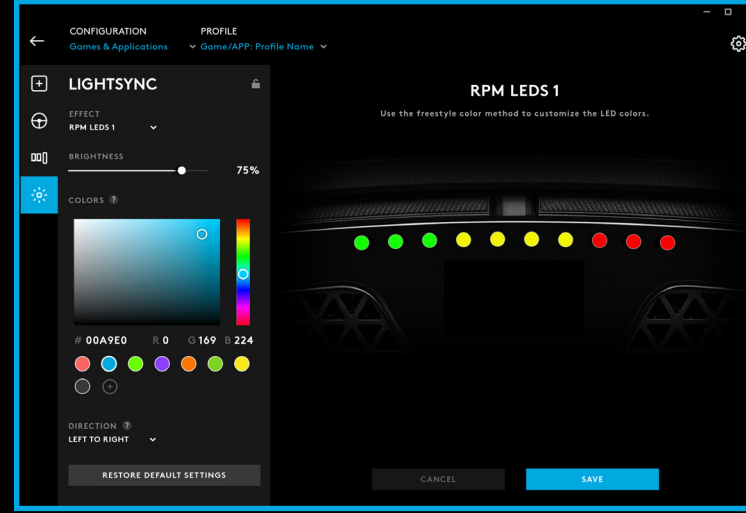 CONFIGURATION
Games & Applications
PROFILE
Game/APP: Profile Name
LIGHTSYNC
EFFECT
RPM LEDS 1
BRIGHTNESS
75%
COLORS ?
# 00A9E0 R 0 G 169 B 224
DIRECTION ?
LEFT TO RIGHT
RESTORE DEFAULT SETTINGS
RPM LEDS 1
Use the freestyle color method to customize the LED colors.
CANCEL
SAVE